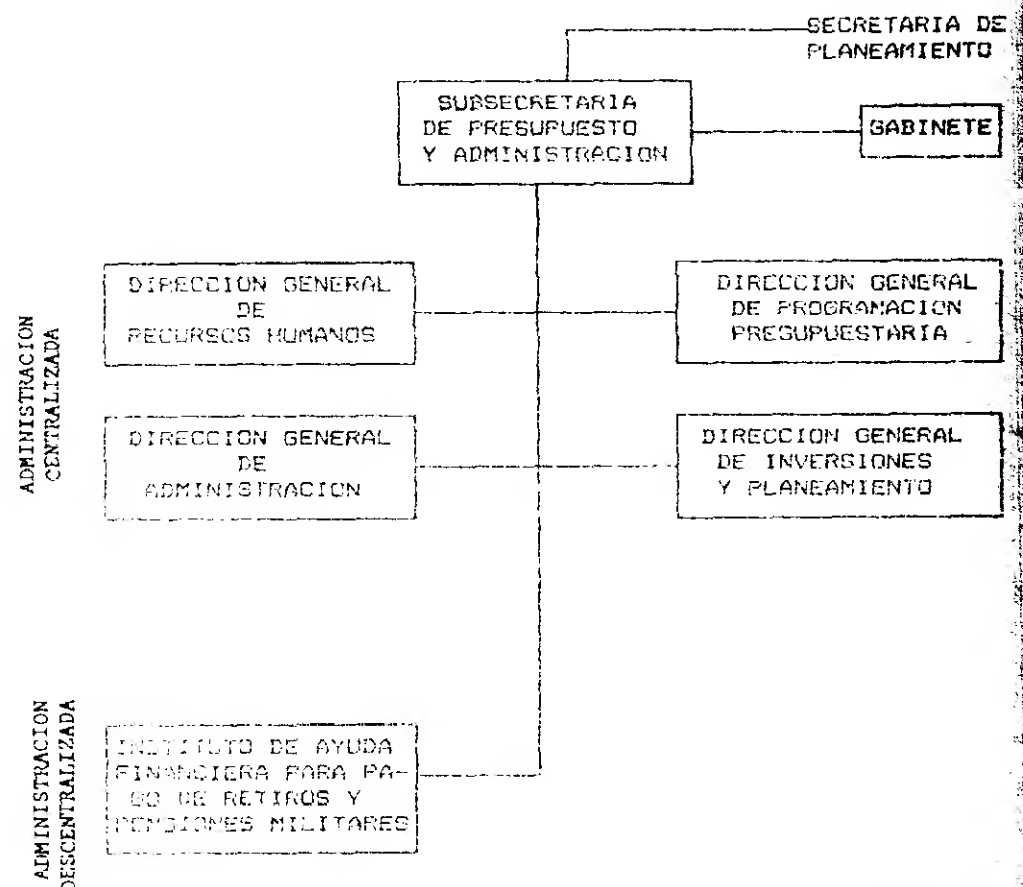 SECRETARIA DE
PLANEAMIENTO
SUBSECRETARIA
DE PRESUPUESTO
Y ADMINISTRACION
GABINETE
ADMINISTRACION
CENTRALIZADA
DIRECCION GENERAL
DE
RECURSOS HUMANOS
DIRECCION GENERAL
DE PROGRAMACION
PRESUPUESTARIA
DIRECCION GENERAL
DE
ADMINISTRACION
DIRECCION GENERAL
DE INVERSIONES
Y PLANEAMIENTO
ADMINISTRACION
DESCENTRALIZADA
INSTITUTO DE AYUDA
FINANCIERA PARA PA-
GO DE RETIROS Y
PENSIONES MILITARES